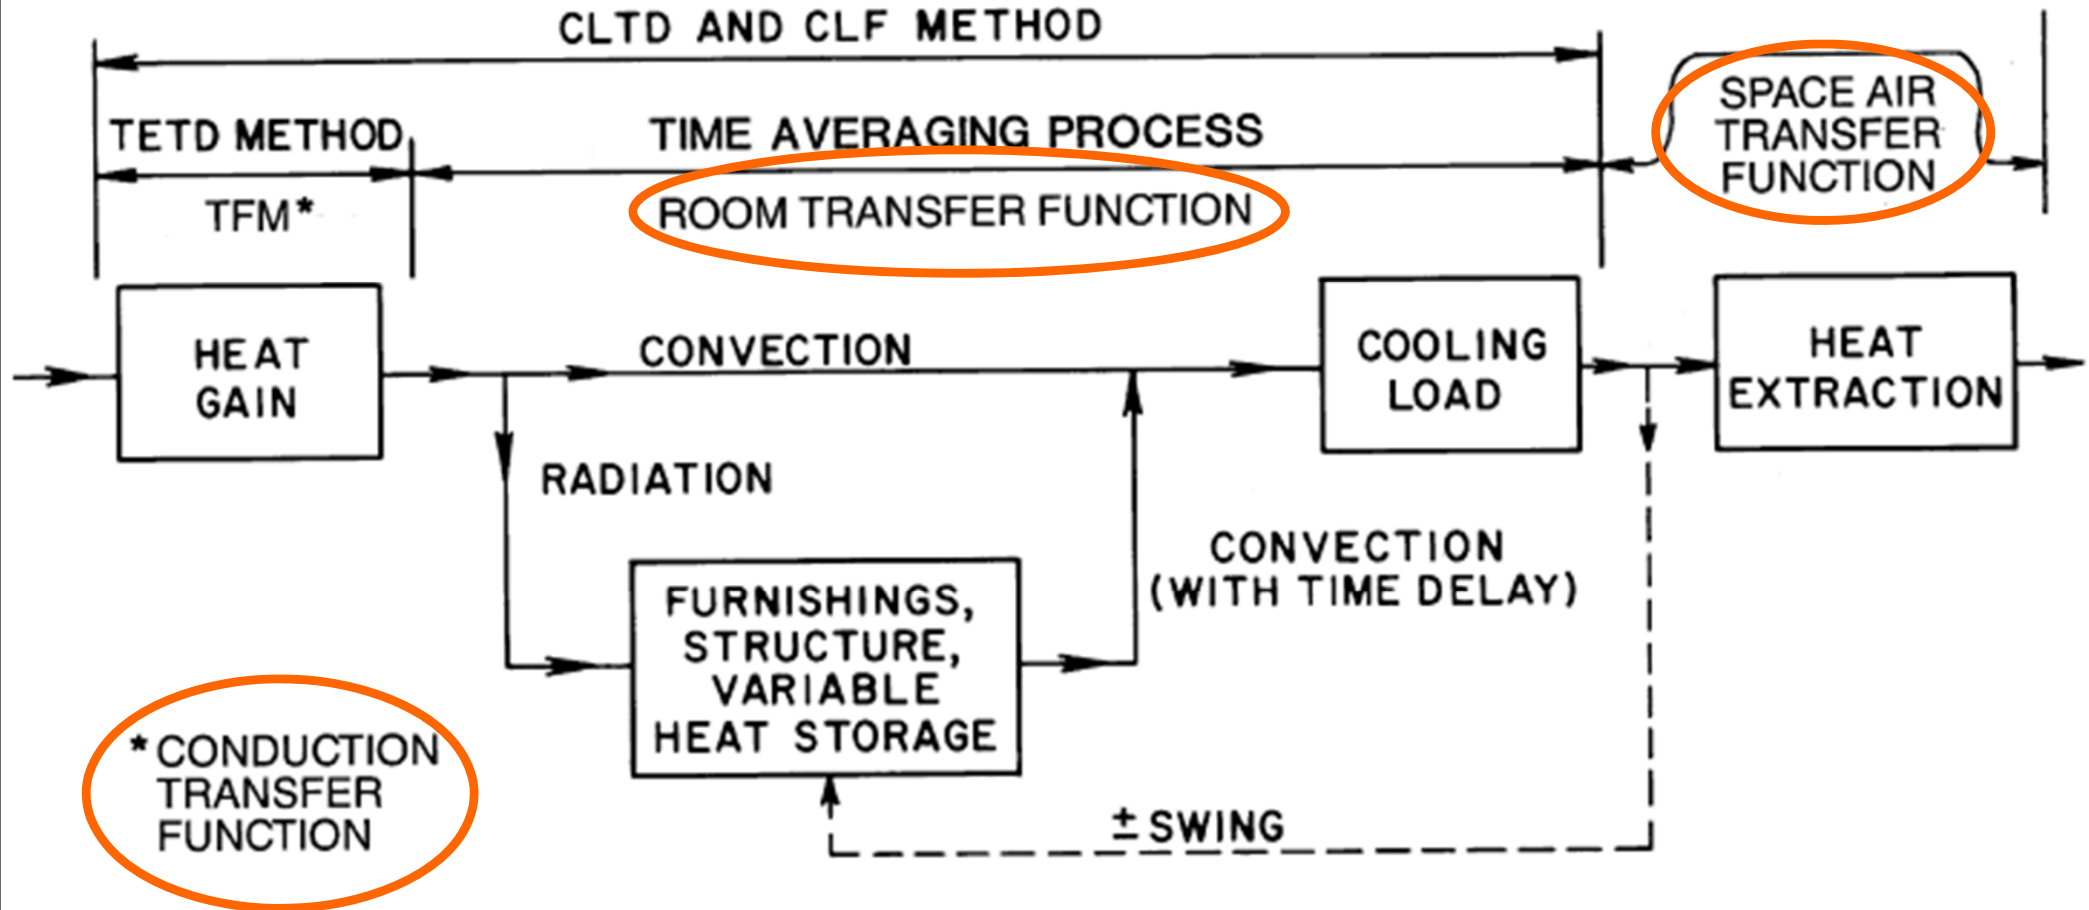 CLTD AND CLF METHOD
SPACE AIR
TRANSFER
FUNCTION
TETD METHOD
TIME AVERAGING PROCESS
TFM*
ROOM TRANSFER FUNCTION
HEAT
GAIN
CONVECTION
COOLING
LOAD
HEAT
EXTRACTION
RADIATION
CONVECTION
(WITH TIME DELAY)
FURNISHINGS,
STRUCTURE,
VARIABLE
HEAT STORAGE
* CONDUCTION
TRANSFER
FUNCTION
± SWING